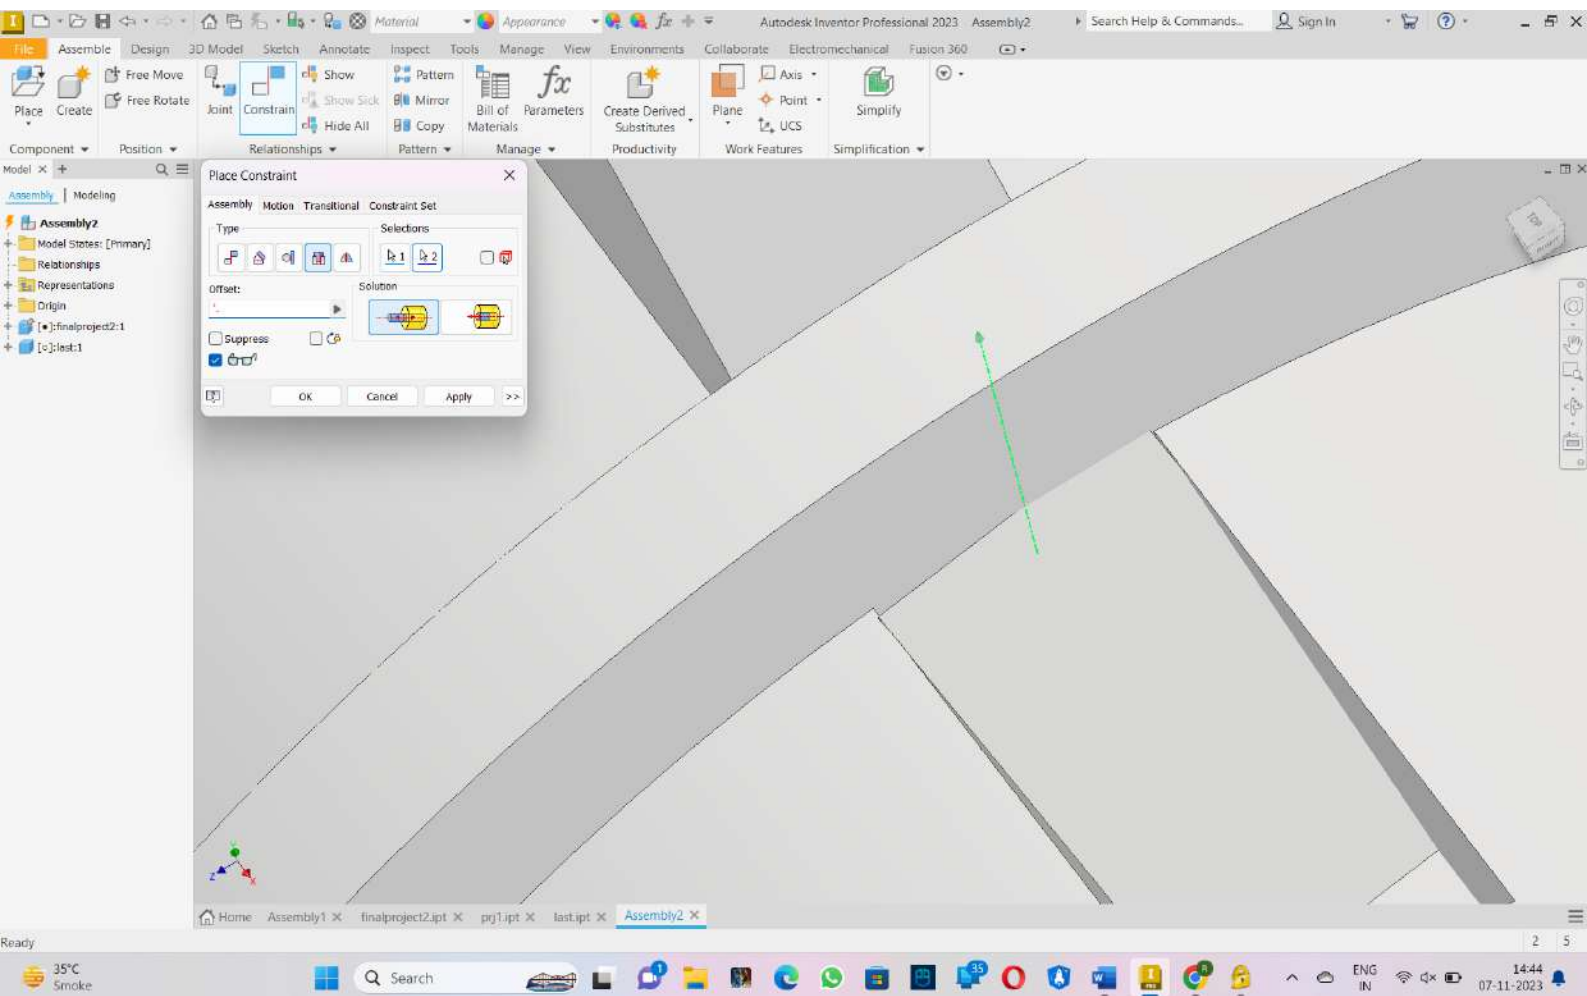 Material
Appearance
Autodesk Inventor Professional 2023 Assembly2
Search Help & Commands...
Sign In
File Assemble Design 3D Model Sketch Annotate Inspect Tools Manage View Environments Collaborate Electromechanical Fusion 360
Place
Create
Free Move
Free Rotate
Component
Position
Joint
Constrain
Show
Show Sick
Hide All
Relationships
Pattern
Mirror
Copy
Pattern
Bill of
Materials
fx
Parameters
Manage
Create Derived
Substitutes
Productivity
Plane
Axis
Point
UCS
Work Features
Simplify
Simplification
Model
Assembly | Modeling
Assembly2
Model States: [Primary]
Relationships
Representations
Origin
[●]:finalproject2:1
[○]:last:1
Place Constraint
Assembly Motion Transitional Constraint Set
Type
Selections
1
2
Offset:
Solution
Suppress
OK
Cancel
Apply
>>
TOP
Y
Z
X
Home
Assembly1
finalproject2.ipt
prj1.ipt
last.ipt
Assembly2
Ready
2 5
35°C
Smoke
Search
1
35
ENG
IN
14:44
07-11-2023